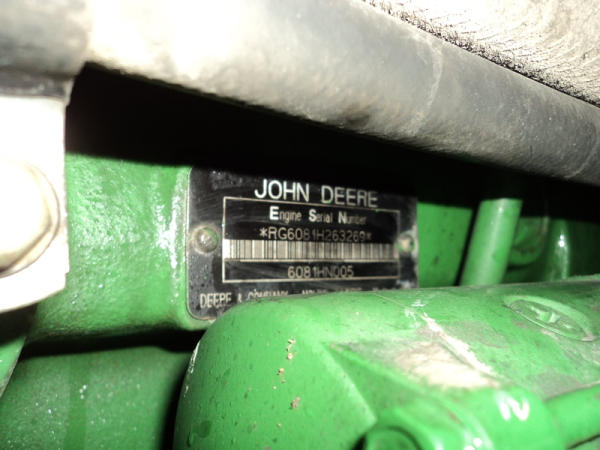 JOHN DEERE
Engine Serial Number
*RG6081H263269*
6081HN005
DEERE & COMPANY